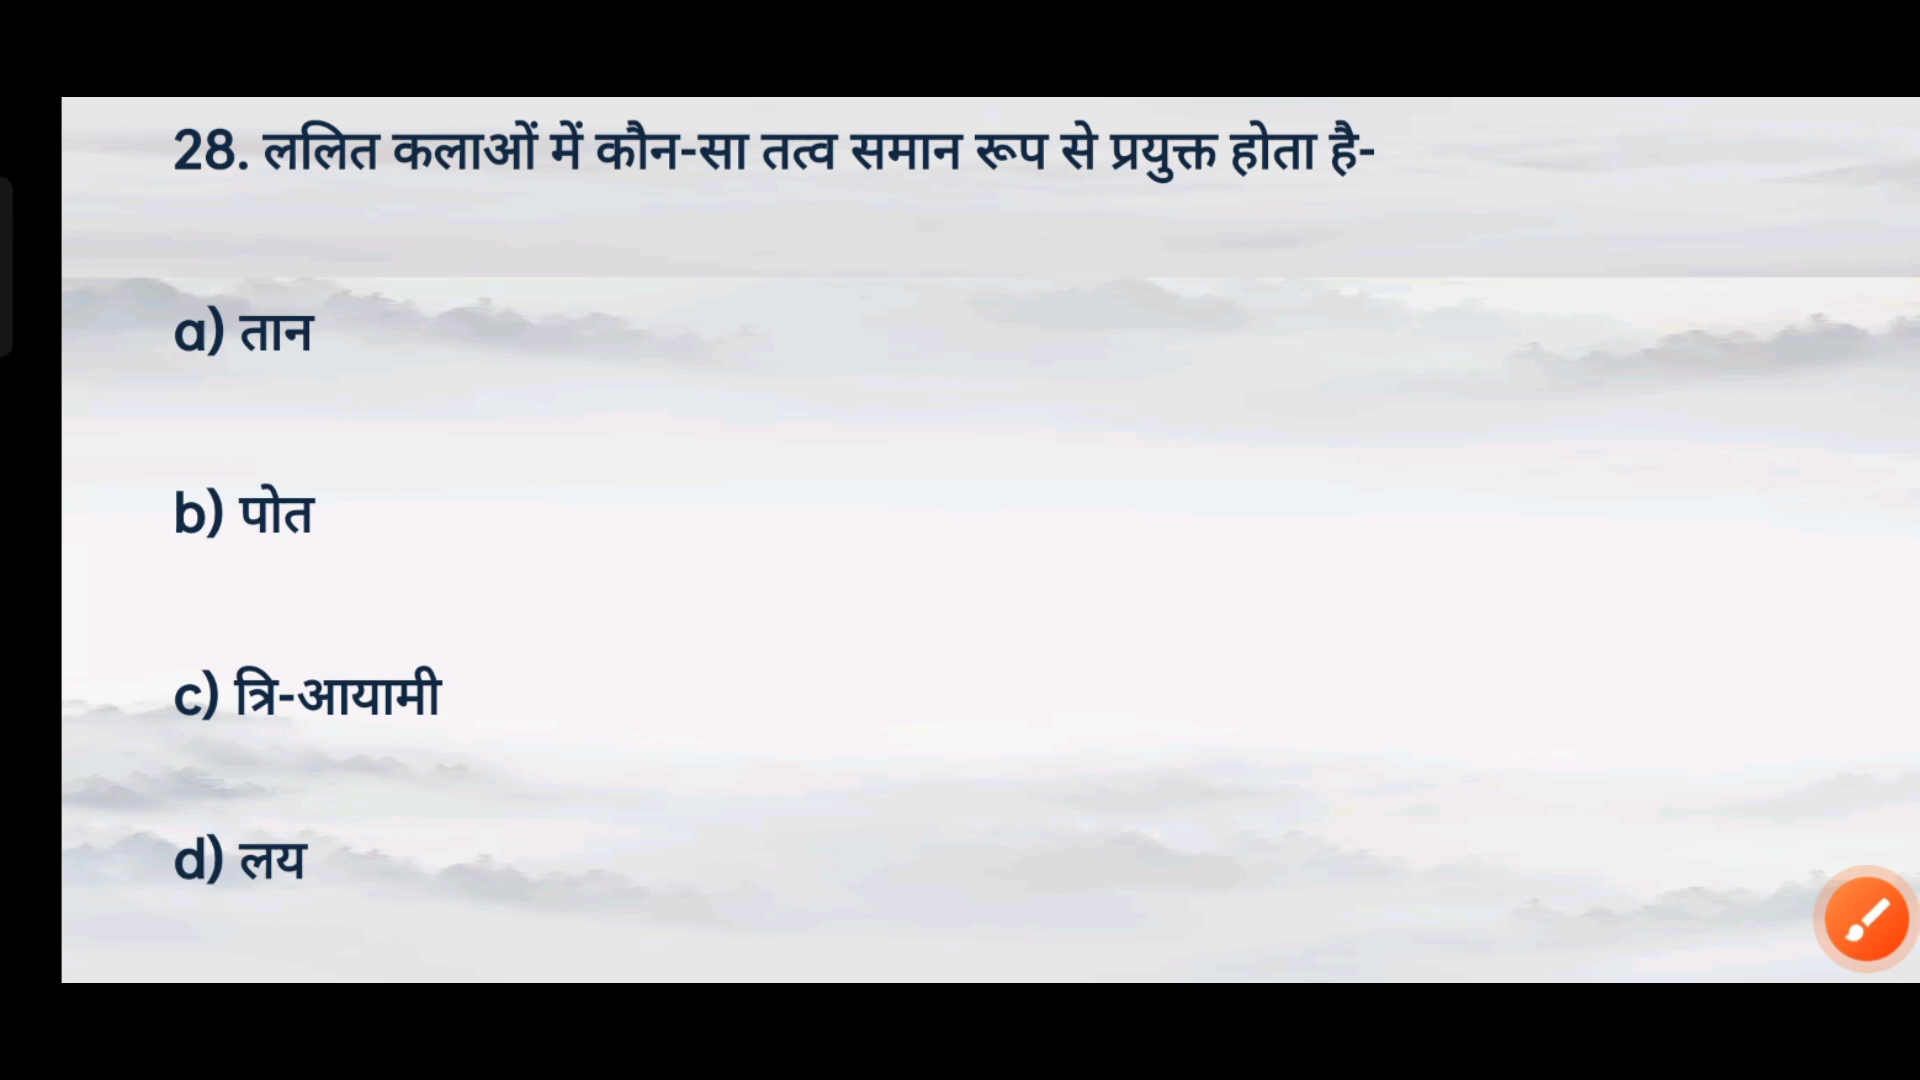 28. ललित कलाओं में कौन-सा तत्व समान रूप से प्रयुक्त होता है-
a) तान
b) पोत
c) त्रि-आयामी
d) लय